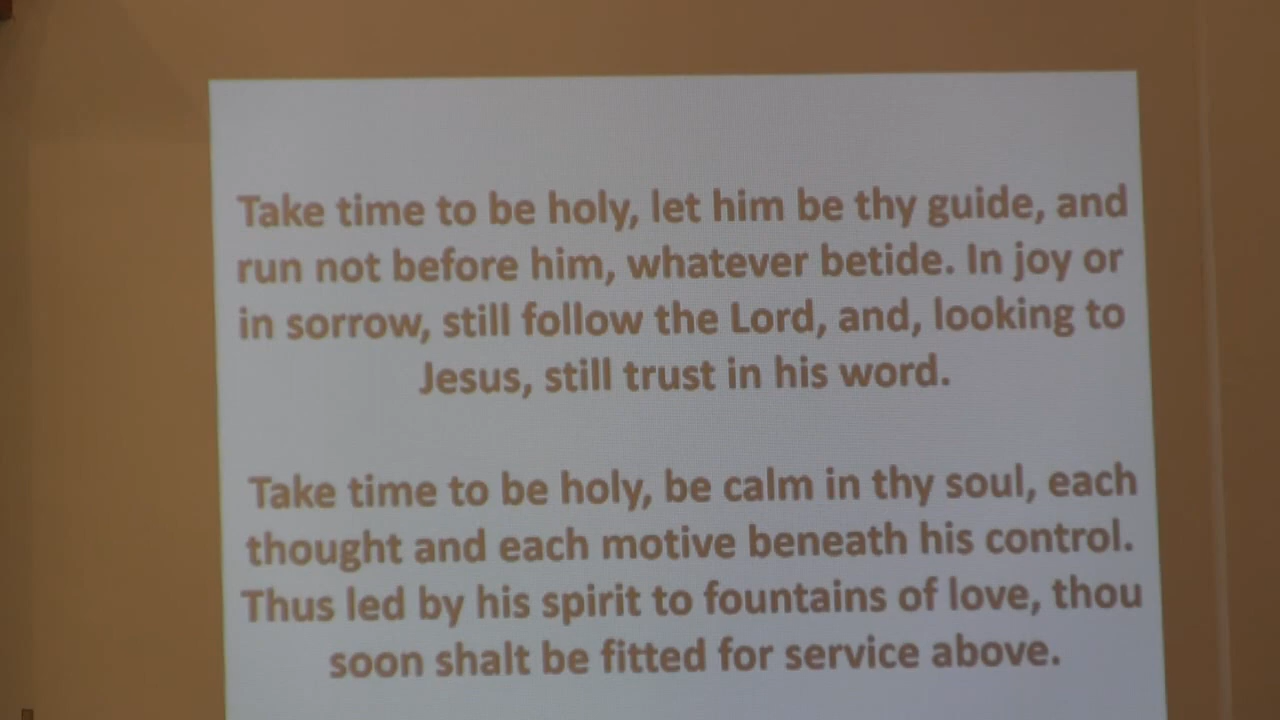 Take time to be holy, let him be thy guide, and
run not before him, whatever betide. In joy or
in sorrow, still follow the Lord, and, looking to
Jesus, still trust in his word.
Take time to be holy, be calm in thy soul, each
thought and each motive beneath his control.
Thus led by his spirit to fountains of love, thou
soon shalt be fitted for service above.